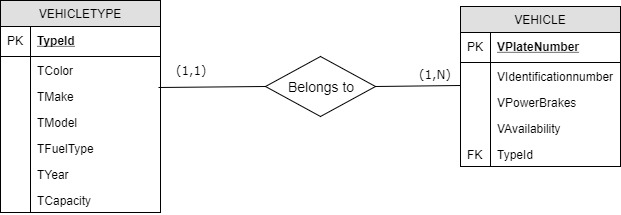 VEHICLETYPE
PK TypeId
TColor
TMake
TModel
TFuelType
TYear
TCapacity
(1,1)
Belongs to
(1,N)
VEHICLE
PK VPlateNumber
VIdentificationnumber
VPowerBrakes
VAvailability
FK TypeId